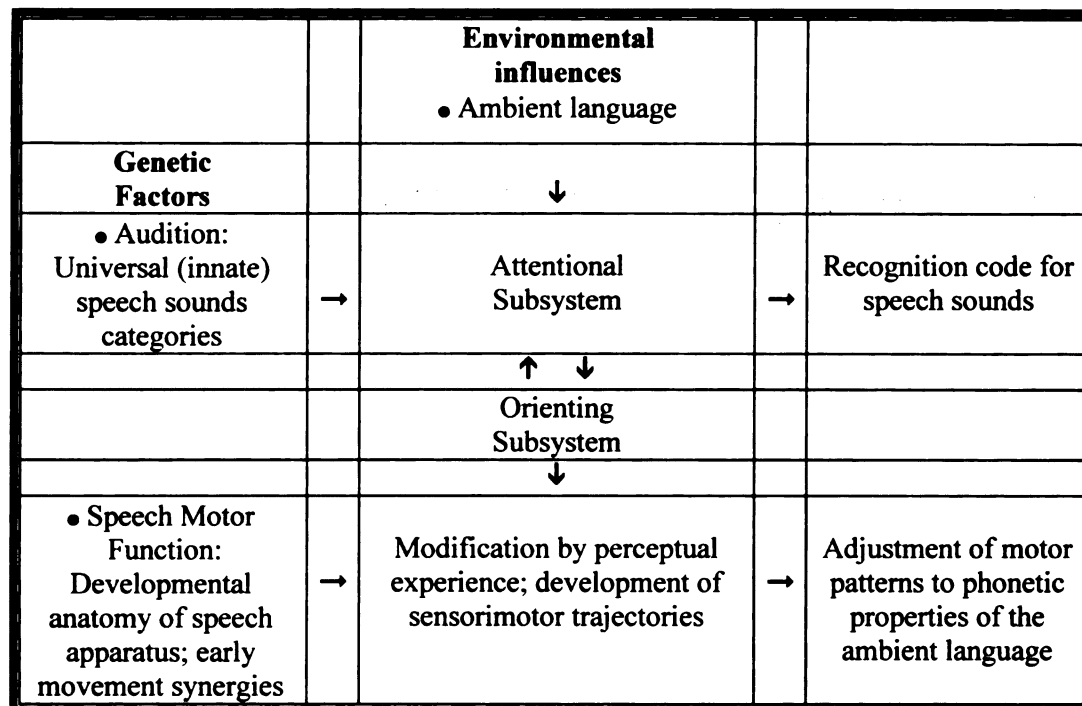 Environmental
influences
• Ambient language
Genetic
Factors
↓
• Audition:
Universal (innate)
speech sounds
categories
→
Attentional
Subsystem
→
Recognition code for
speech sounds
↑ ↓
Orienting
Subsystem
↓
• Speech Motor
Function:
Developmental
anatomy of speech
apparatus; early
movement synergies
→
Modification by perceptual
experience; development of
sensorimotor trajectories
→
Adjustment of motor
patterns to phonetic
properties of the
ambient language